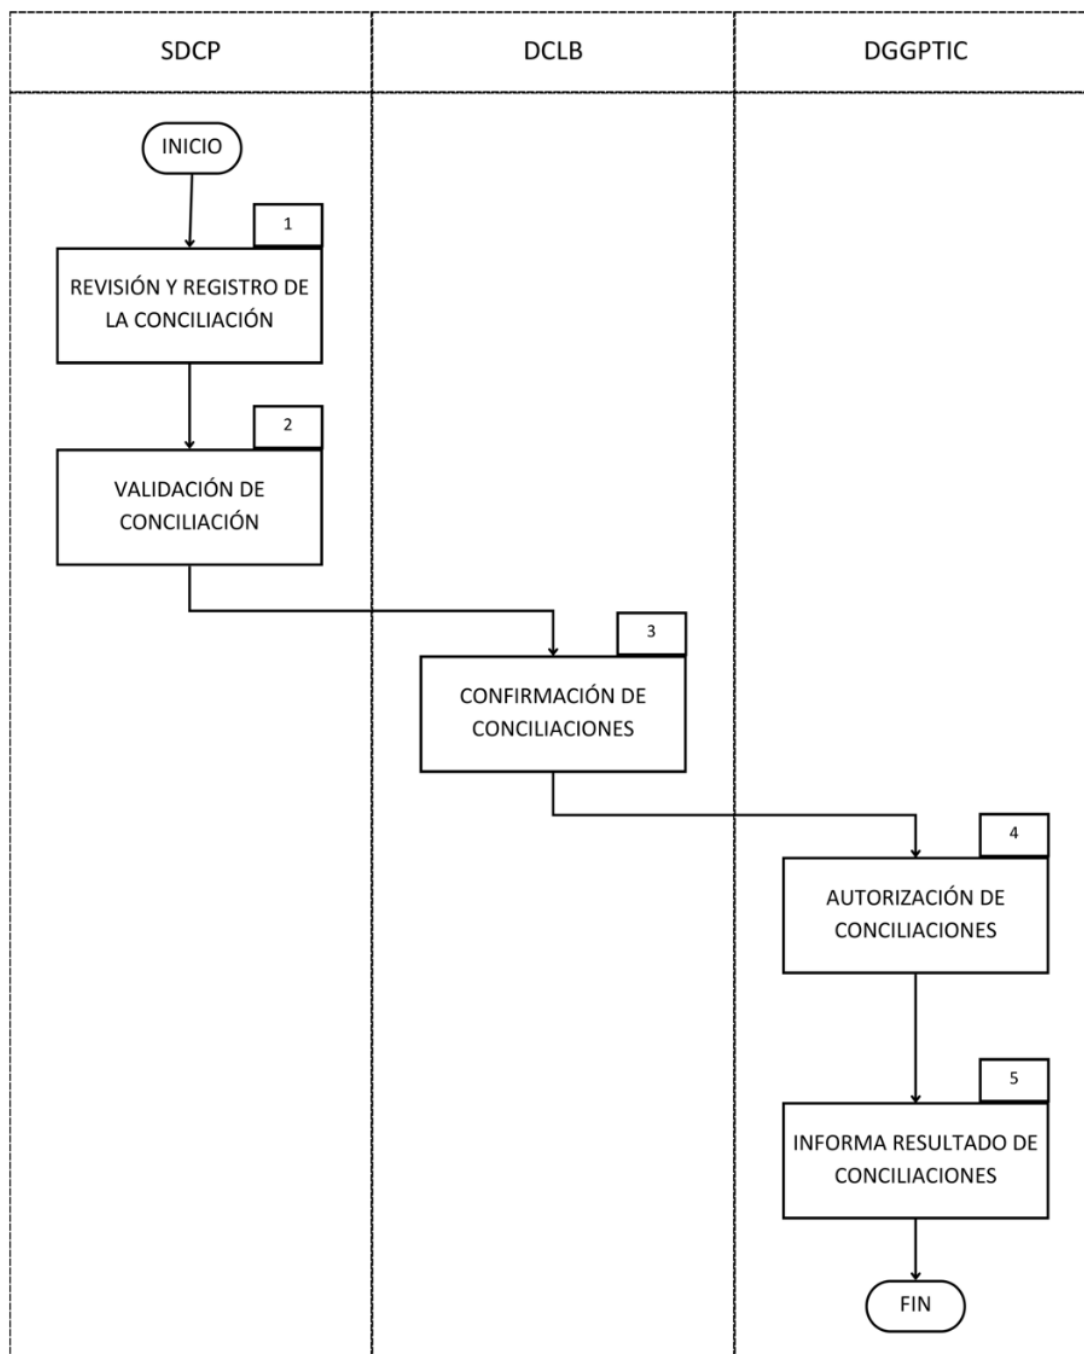 SDCP
DCLB
DGGPTIC
INICIO
1
REVISIÓN Y REGISTRO DE
LA CONCILIACIÓN
2
VALIDACIÓN DE
CONCILIACIÓN
3
CONFIRMACIÓN DE
CONCILIACIONES
4
AUTORIZACIÓN DE
CONCILIACIONES
5
INFORMA RESULTADO DE
CONCILIACIONES
FIN